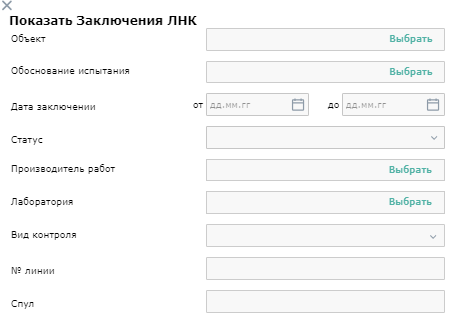 Показать Заключения ЛНК
Объект Выбрать
Обоснование испытания Выбрать
Дата заключении от дд.мм.гг до дд.мм.гг
Статус
Производитель работ Выбрать
Лаборатория Выбрать
Вид контроля
№ линии
Спул